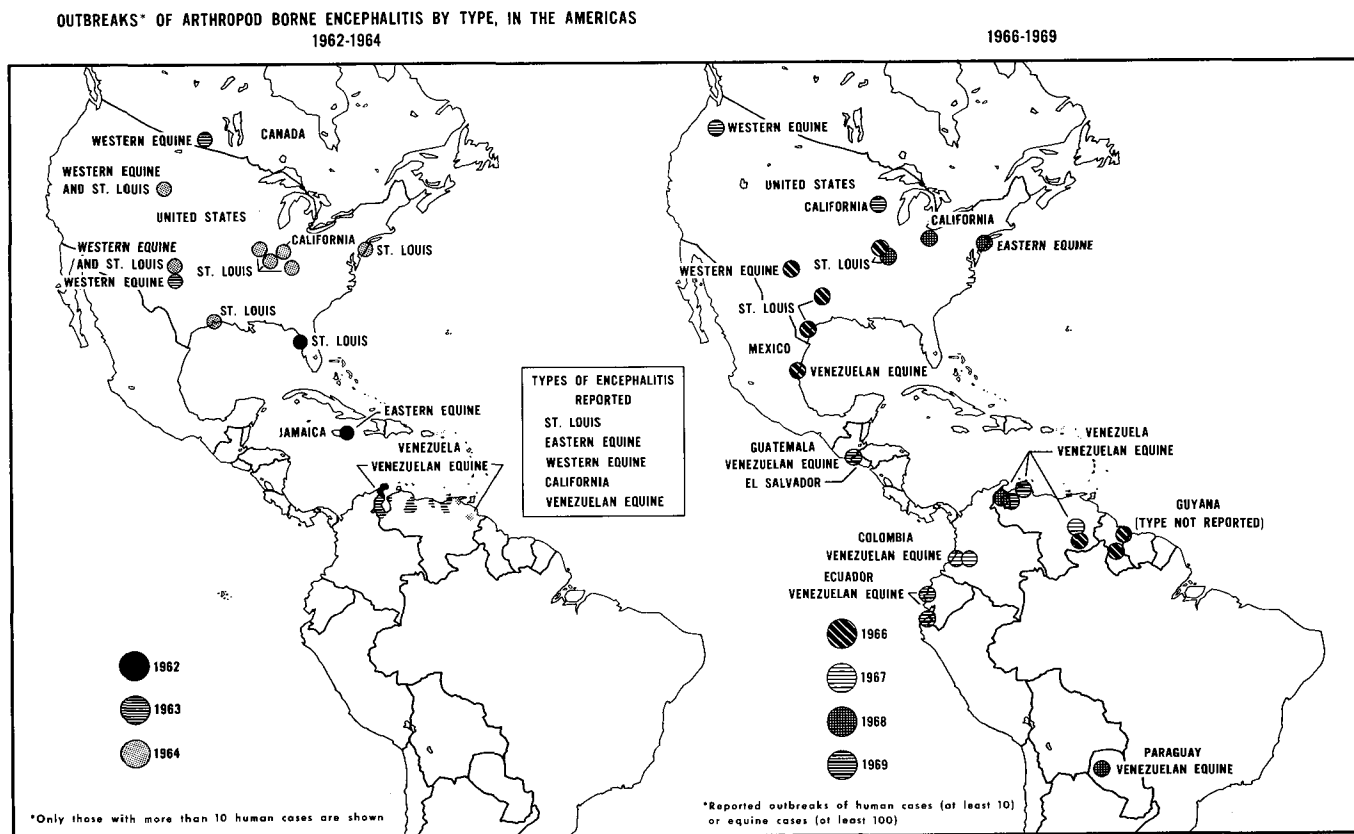 OUTBREAKS* OF ARTHROPOD BORNE ENCEPHALITIS BY TYPE, IN THE AMERICAS
1962-1964
1966-1969
WESTERN EQUINE
CANADA
WESTERN EQUINE
AND ST. LOUIS
UNITED STATES
CALIFORNIA
ST. LOUIS
WESTERN EQUINE
AND ST. LOUIS
WESTERN EQUINE
ST. LOUIS
ST. LOUIS
ST. LOUIS
EASTERN EQUINE
JAMAICA
VENEZUELA
VENEZUELAN EQUINE
TYPES OF ENCEPHALITIS
REPORTED
ST. LOUIS
EASTERN EQUINE
WESTERN EQUINE
CALIFORNIA
VENEZUELAN EQUINE
1962
1963
1964
*Only those with more than 10 human cases are shown
WESTERN EQUINE
UNITED STATES
CALIFORNIA
CALIFORNIA
EASTERN EQUINE
ST. LOUIS
WESTERN EQUINE
ST. LOUIS
MEXICO
VENEZUELAN EQUINE
GUATEMALA
VENEZUELAN EQUINE
EL SALVADOR
VENEZUELA
VENEZUELAN EQUINE
GUYANA
(TYPE NOT REPORTED)
COLOMBIA
VENEZUELAN EQUINE
ECUADOR
VENEZUELAN EQUINE
1966
1967
1968
1969
PARAGUAY
VENEZUELAN EQUINE
*Reported outbreaks of human cases (at least 10)
or equine cases (at least 100)